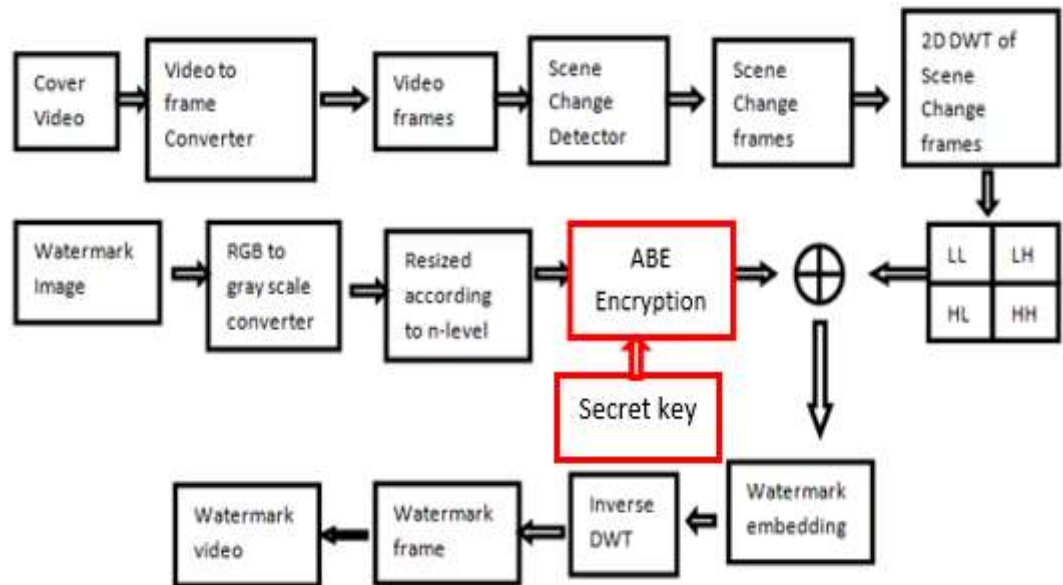 Cover
Video
Video to
frame
Converter
Video
frames
Scene
Change
Detector
Scene
Change
frames
2D DWT of
Scene
Change
frames
Watermark
Image
RGB to
gray scale
converter
Resized
according
to n-level
ABE
Encryption
LL LH
HL HH
Secret key
Watermark
embedding
Inverse
DWT
Watermark
frame
Watermark
video